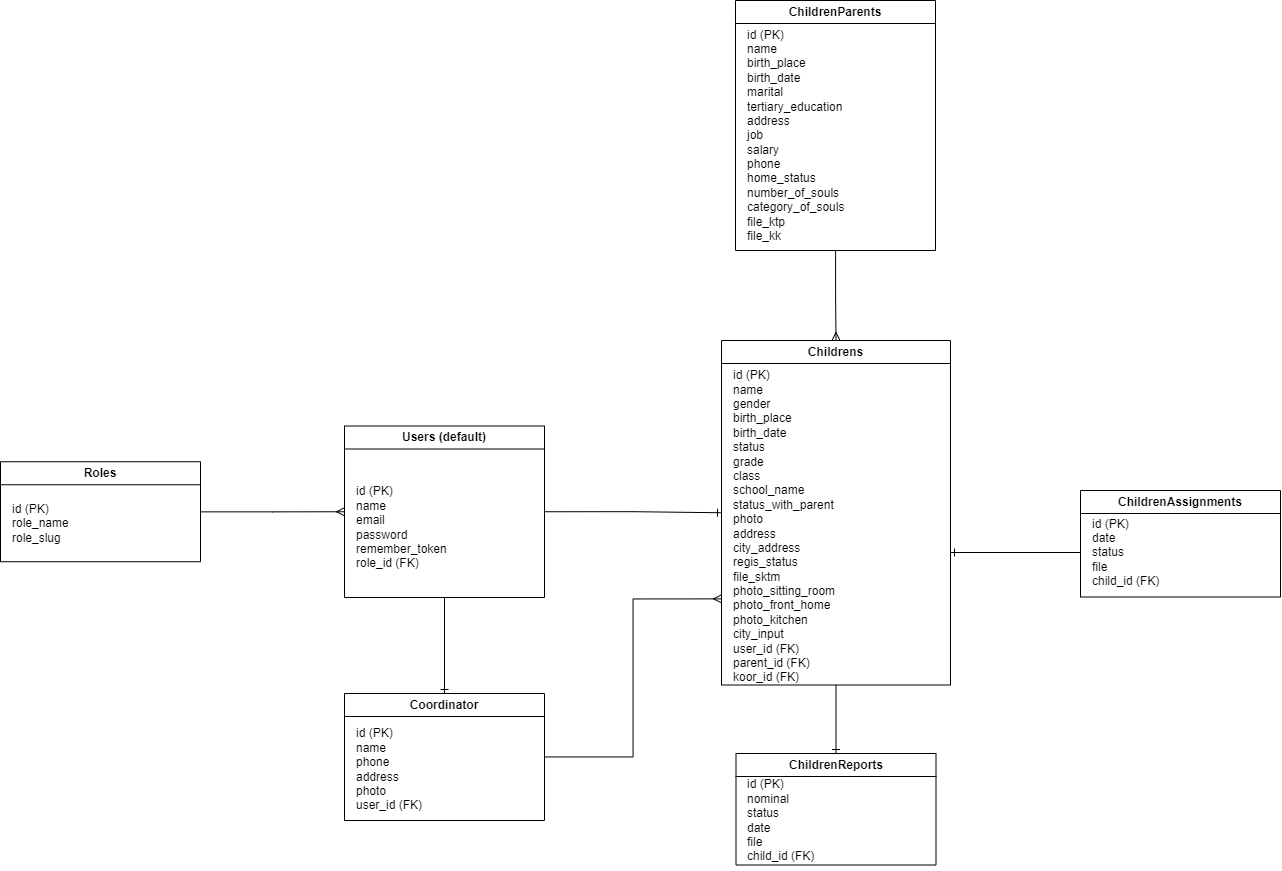 ChildrenParents
id (PK)
name
birth_place
birth_date
marital
tertiary_education
address
job
salary
phone
home_status
number_of_souls
category_of_souls
file_ktp
file_kk
Childrens
id (PK)
name
gender
birth_place
birth_date
status
grade
class
school_name
status_with_parent
photo
address
city_address
regis_status
file_sktm
photo_sitting_room
photo_front_home
photo_kitchen
city_input
user_id (FK)
parent_id (FK)
koor_id (FK)
Users (default)
id (PK)
name
email
password
remember_token
role_id (FK)
Roles
id (PK)
role_name
role_slug
ChildrenAssignments
id (PK)
date
status
file
child_id (FK)
Coordinator
id (PK)
name
phone
address
photo
user_id (FK)
ChildrenReports
id (PK)
nominal
status
date
file
child_id (FK)